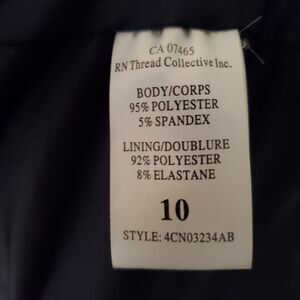 CA 07465
RN Thread Collective Inc.
BODY/CORPS
95% POLYESTER
5% SPANDEX
LINING/DOUBLURE
92% POLYESTER
8% ELASTANE
10
STYLE: 4CN03234AB